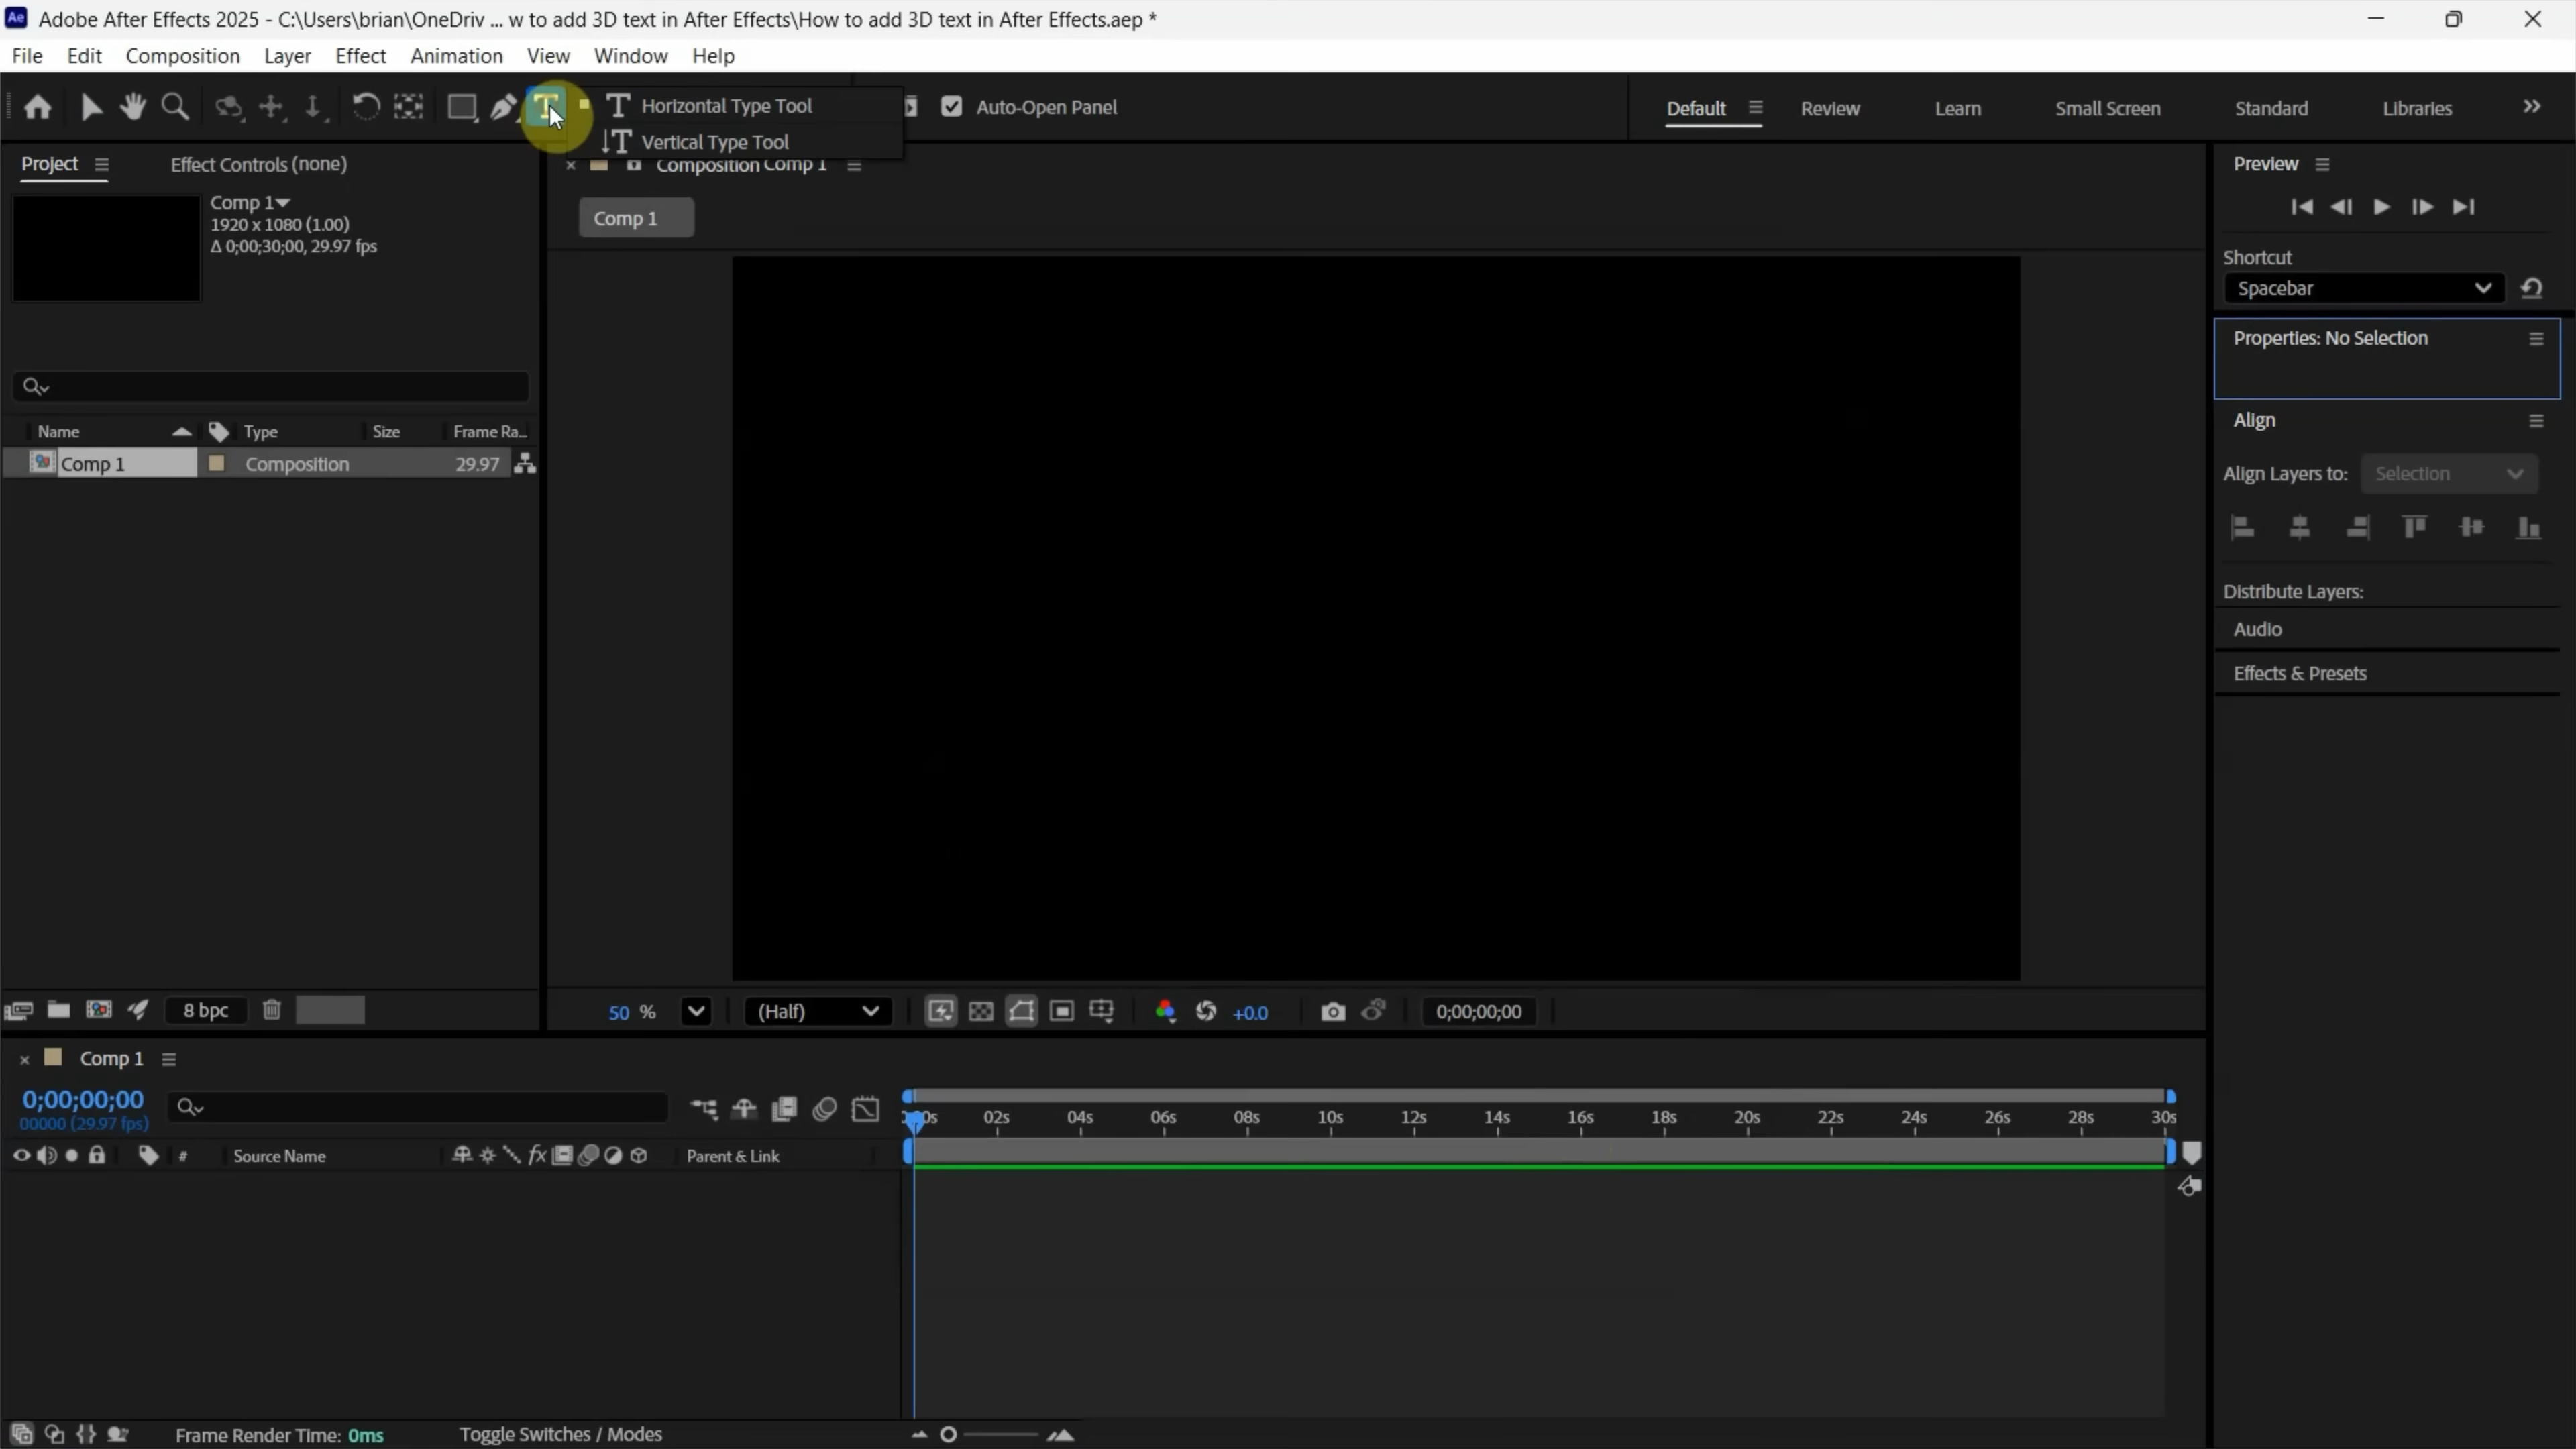 Ae Adobe After Effects 2025 - C:\Users\brian\OneDriv ... w to add 3D text in After Effects\How to add 3D text in After Effects.aep *
File Edit Composition Layer Effect Animation View Window Help
T T Horizontal Type Tool Auto-Open Panel Default Review Learn Small Screen Standard Libraries
↓T Vertical Type Tool
Project Effect Controls (none) Composition Comp 1 Preview
Comp 1
1920 x 1080 (1.00)
Δ 0;00;30;00, 29.97 fps
Comp 1
Shortcut
Spacebar
Properties: No Selection
Align
Name Type Size Frame Ra...
Comp 1 Composition 29.97
Align Layers to: Selection
Distribute Layers:
Audio
Effects & Presets
8 bpc 50 % (Half) +0.0 0;00;00;00
Comp 1
0;00;00;00
00000 (29.97 fps)
02s 04s 06s 08s 10s 12s 14s 16s 18s 20s 22s 24s 26s 28s 30s
# Source Name fx Parent & Link
Frame Render Time: 0ms Toggle Switches / Modes